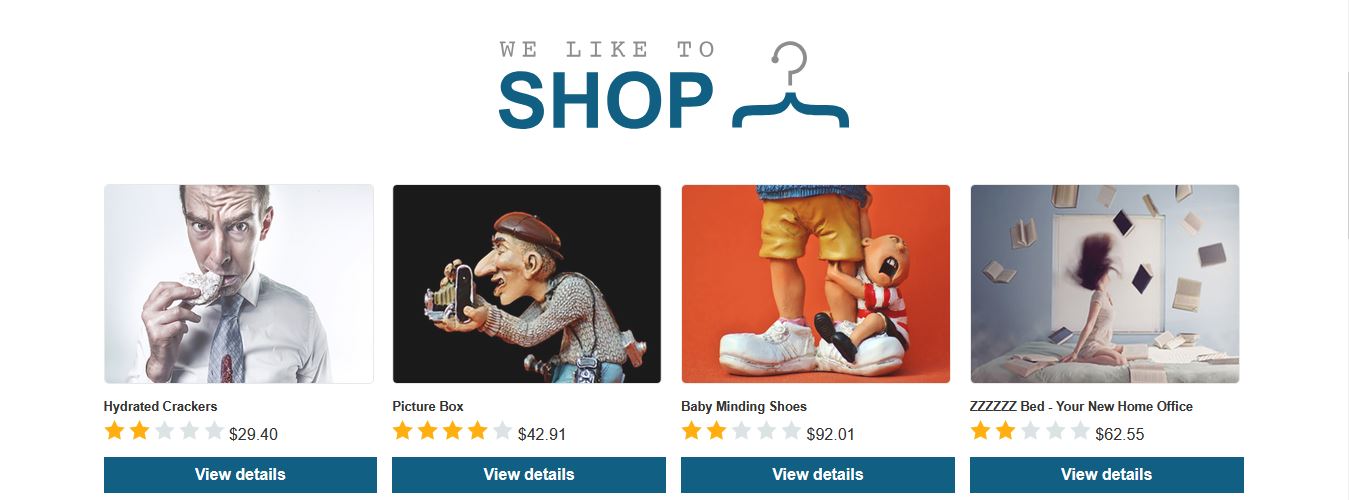 WE LIKE TO
SHOP
Hydrated Crackers
$29.40
View details
Picture Box
$42.91
View details
Baby Minding Shoes
$92.01
View details
ZZZZZZ Bed - Your New Home Office
$62.55
View details